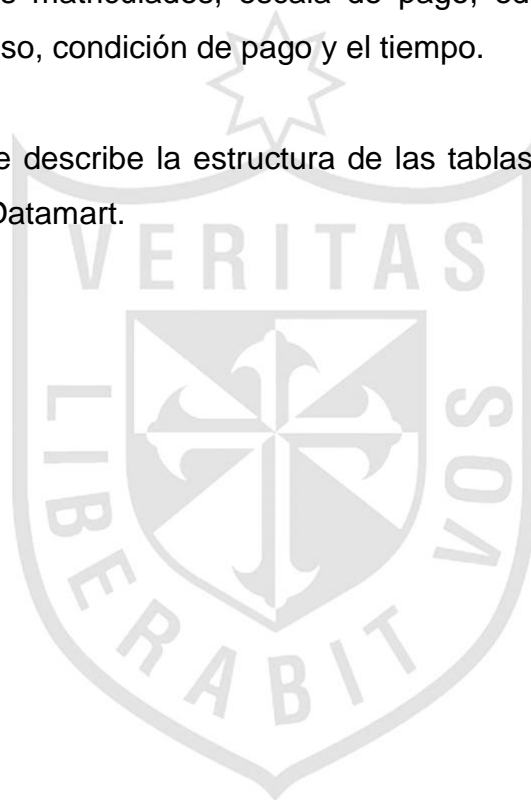 matriculados, escala de pago,
so, condición de pago y el tiempo.
e describe la estructura de las tablas
Datamart.
VERITAS
LIBERABIT
VOS